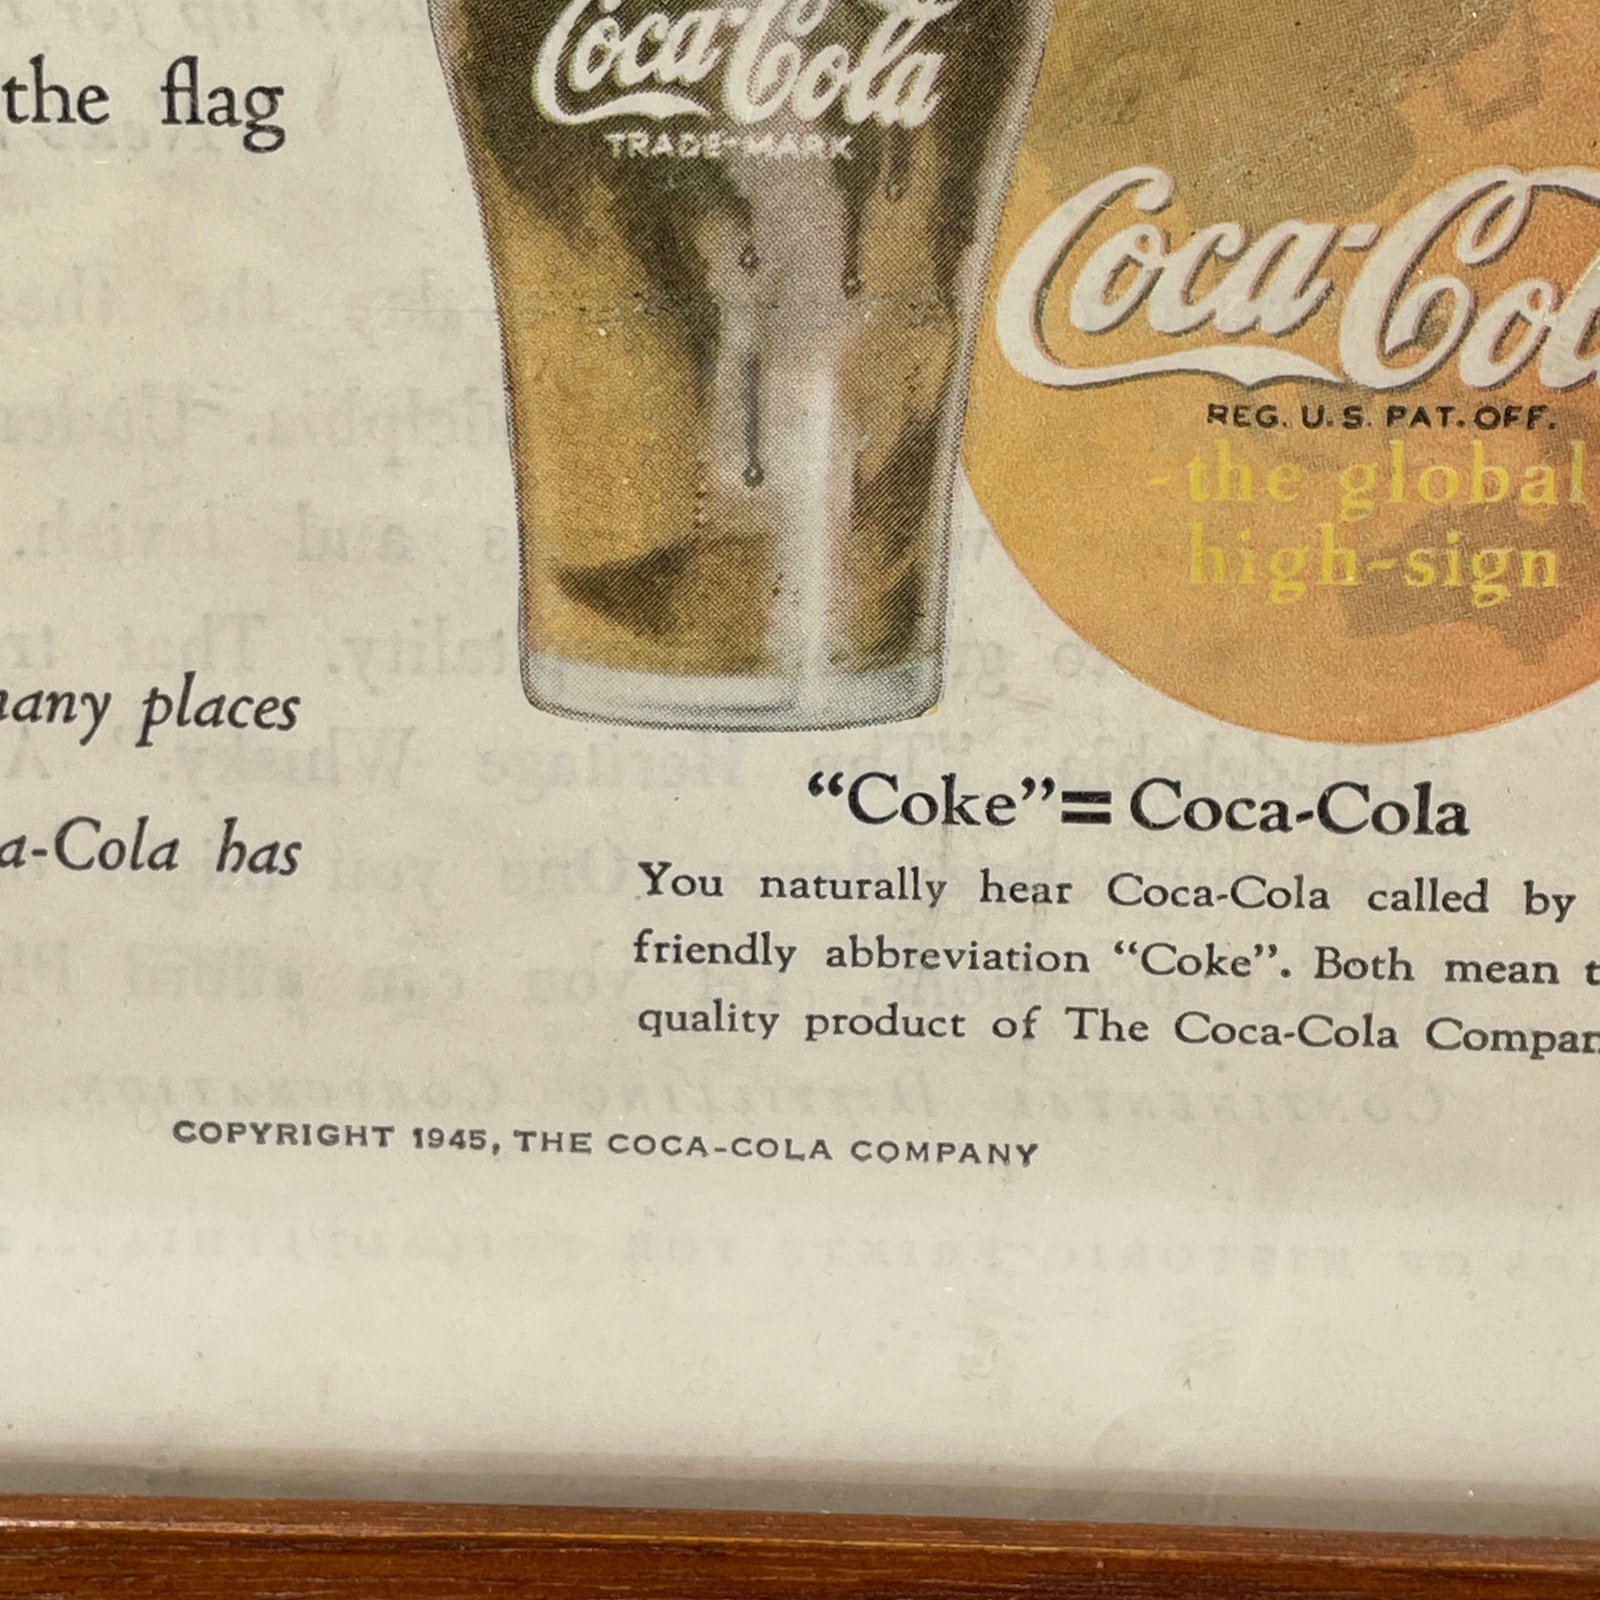 the flag
Coca-Cola
TRADE-MARK
Coca-Col
REG. U.S. PAT. OFF.
-the global
high-sign
many places
a-Cola has
"Coke"= Coca-Cola
You naturally hear Coca-Cola called by
friendly abbreviation "Coke". Both mean t
quality product of The Coca-Cola Compan
COPYRIGHT 1945, THE COCA-COLA COMPANY